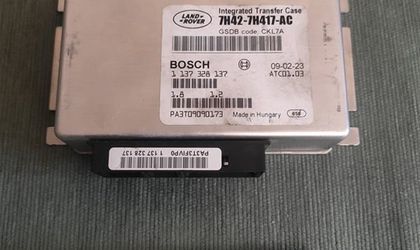 LAND ROVER
Integrated Transfer Case
7H42-7H417-AC
GSDB code: CKL7A
BOSCH 09-02-23
1 137 328 137 ATC01.03
1.8 1.2
PA3T09090173 Made in Hungary
PA3T3FIVP0 1 137 328 137